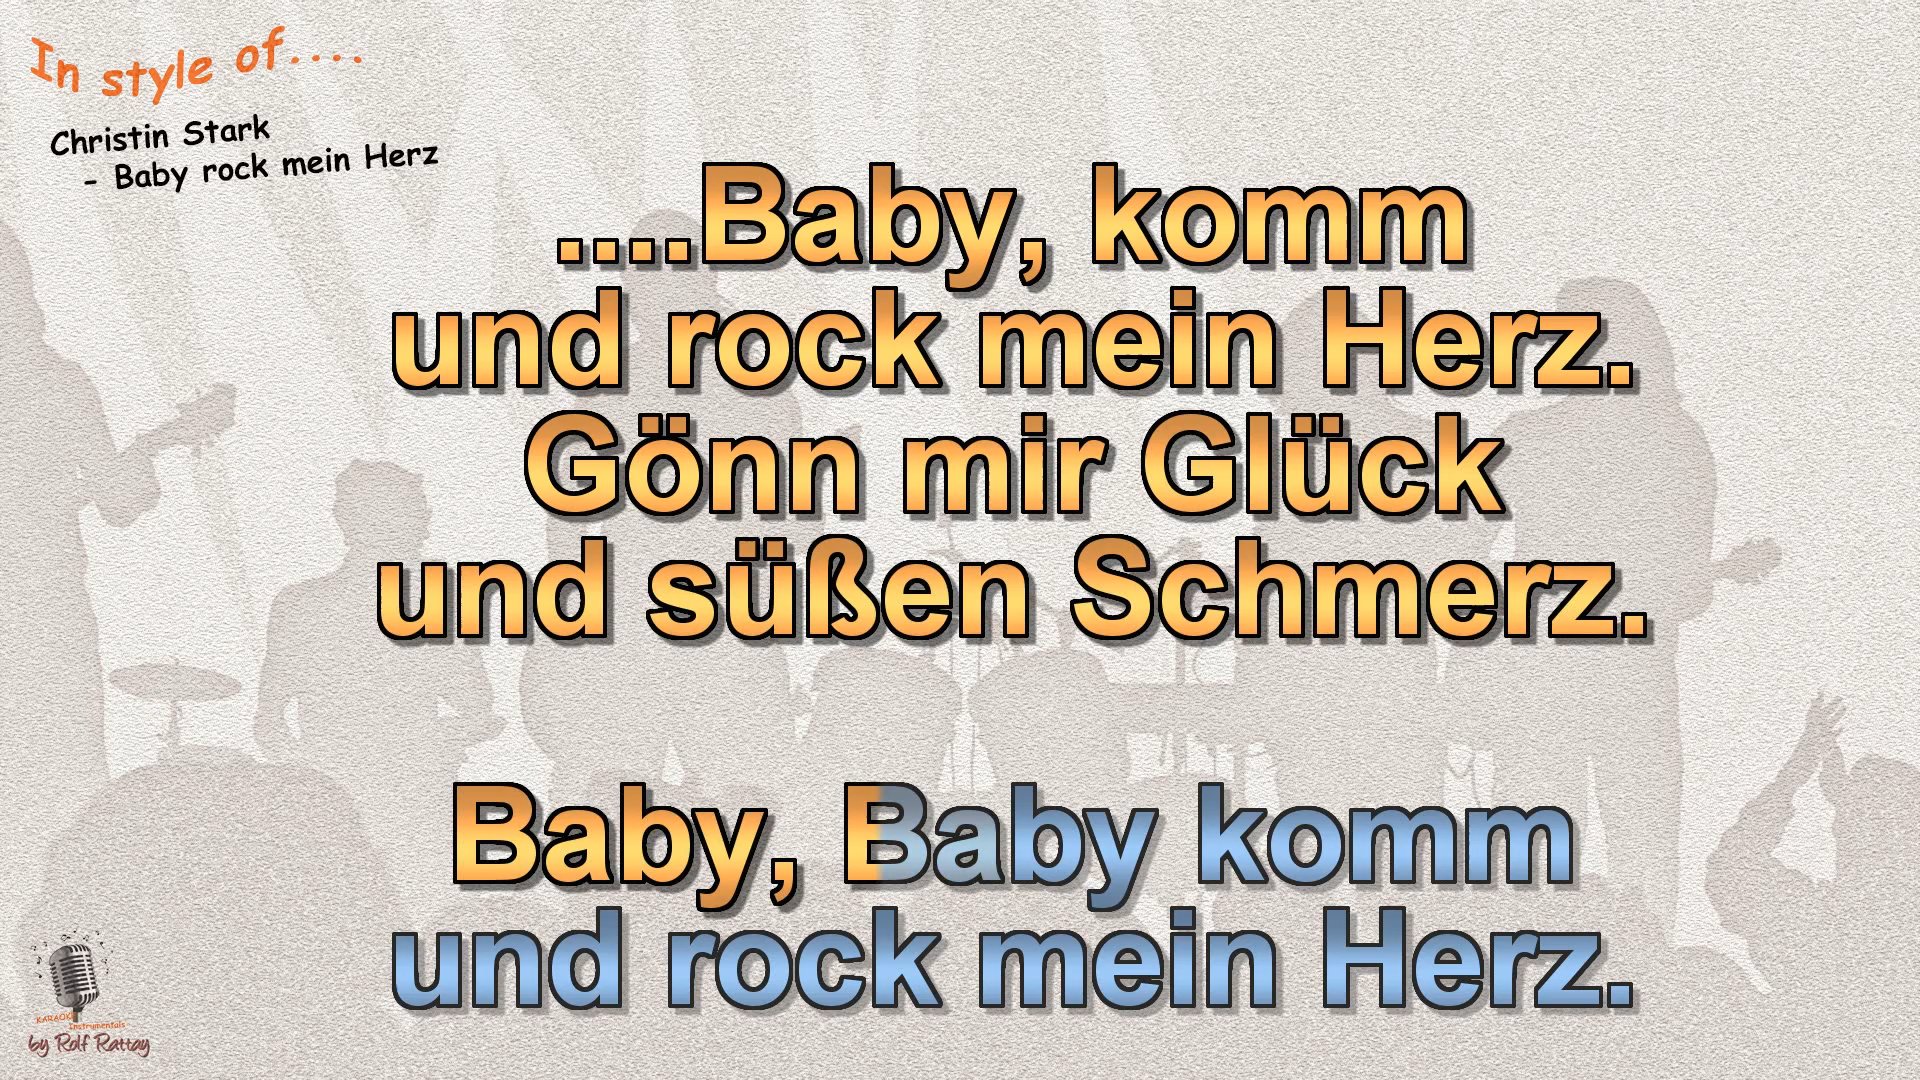 In style of....
Christin Stark
- Baby rock mein Herz
....Baby, komm
und rock mein Herz.
Gönn mir Glück
und süßen Schmerz.
Baby, Baby komm
und rock mein Herz.
KARAOKE
Instrumentals
by Rolf Rattay